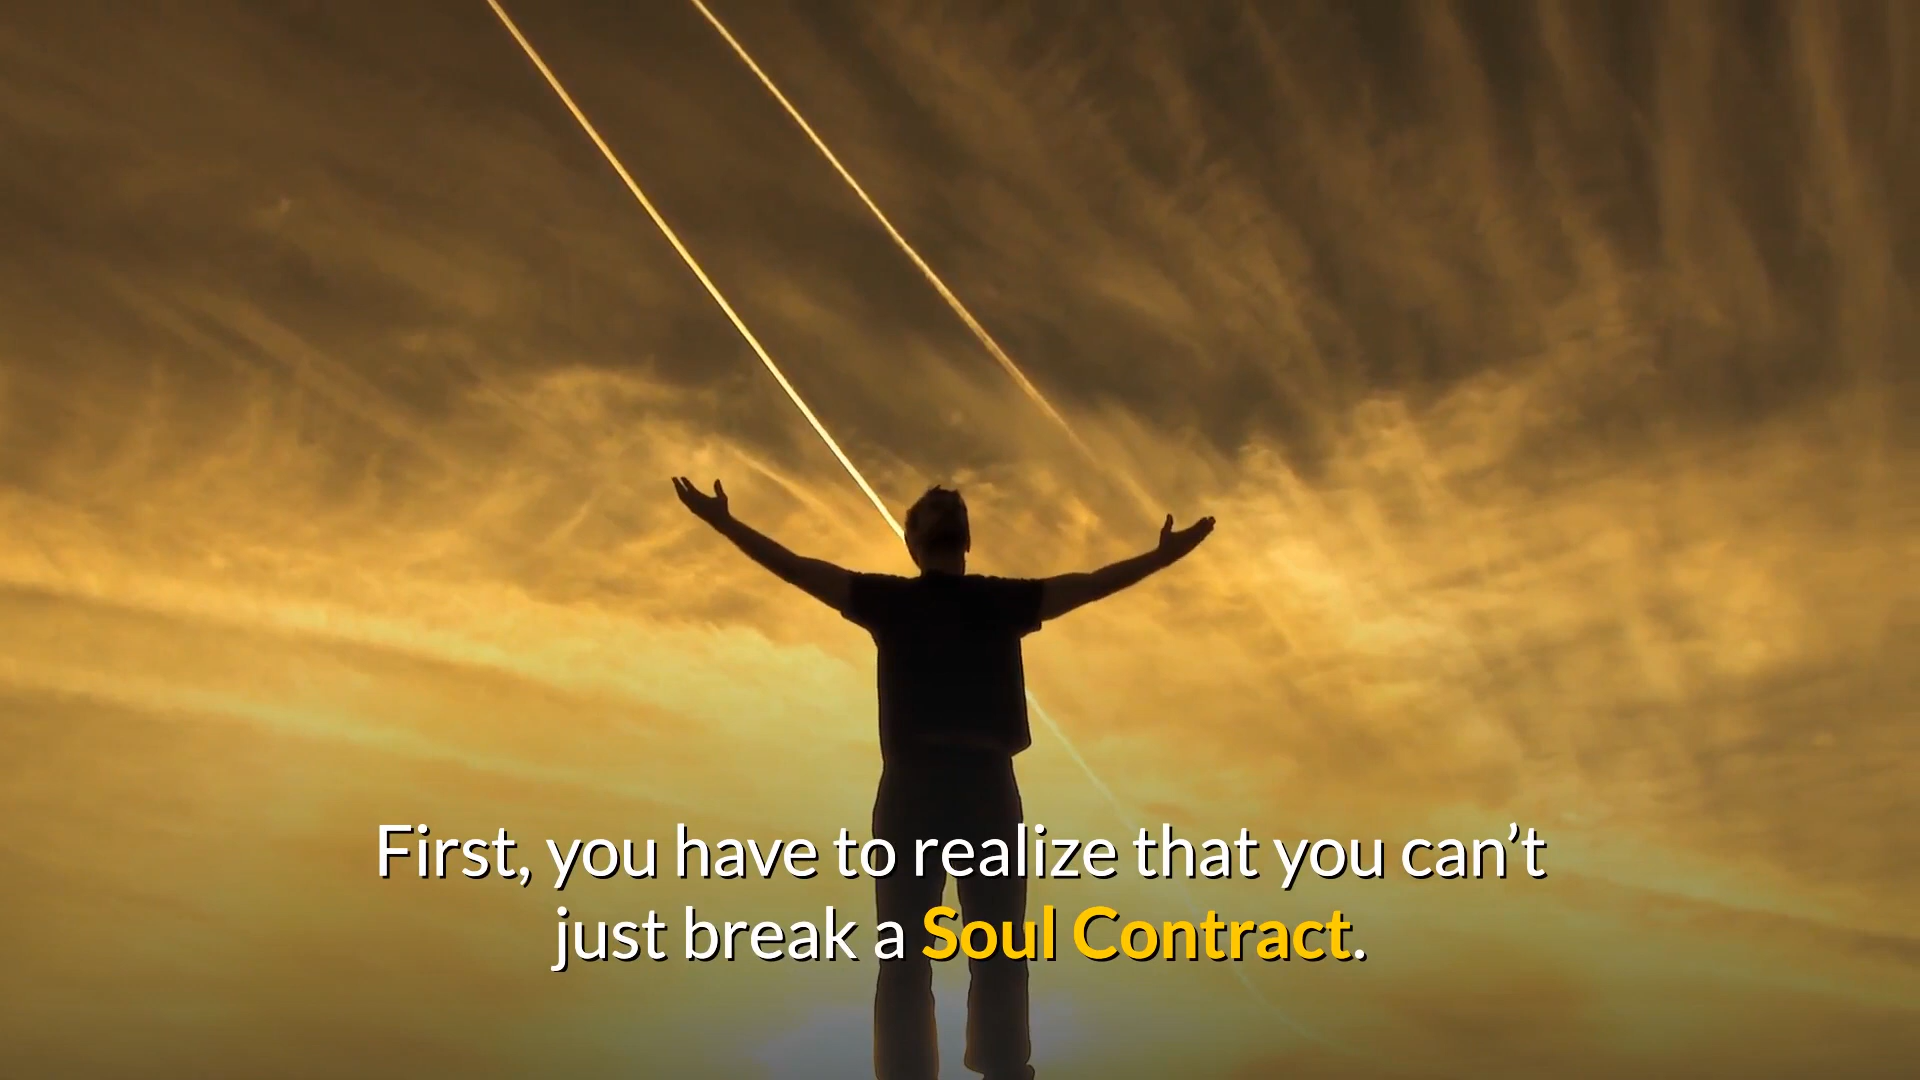 First, you have to realize that you can’t
just break a Soul Contract.